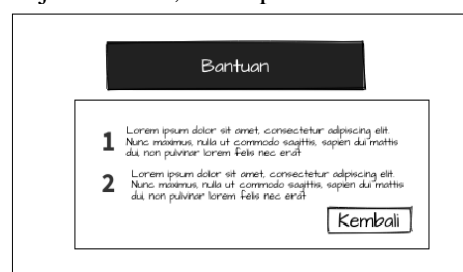 Bantuan
1 Lorem ipsum dolor sit amet, consectetur adipiscing elit.
Nunc maximus, nulla ut commodo sagittis, sapien dui mattis
dui, non pulvinar lorem felis nec erat
2 Lorem ipsum dolor sit amet, consectetur adipiscing elit.
Nunc maximus, nulla ut commodo sagittis, sapien dui mattis
dui, non pulvinar lorem felis nec erat
Kembali